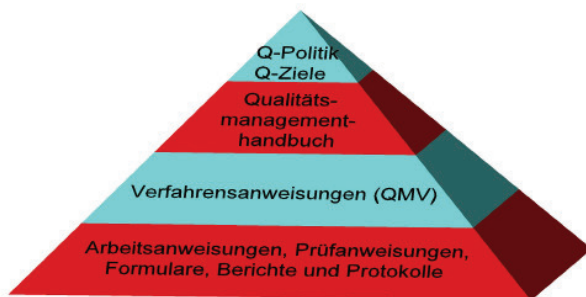 Q-Politik
Q-Ziele
Qualitäts-
management-
handbuch
Verfahrensanweisungen (QMV)
Arbeitsanweisungen, Prüfanweisungen,
Formulare, Berichte und Protokolle